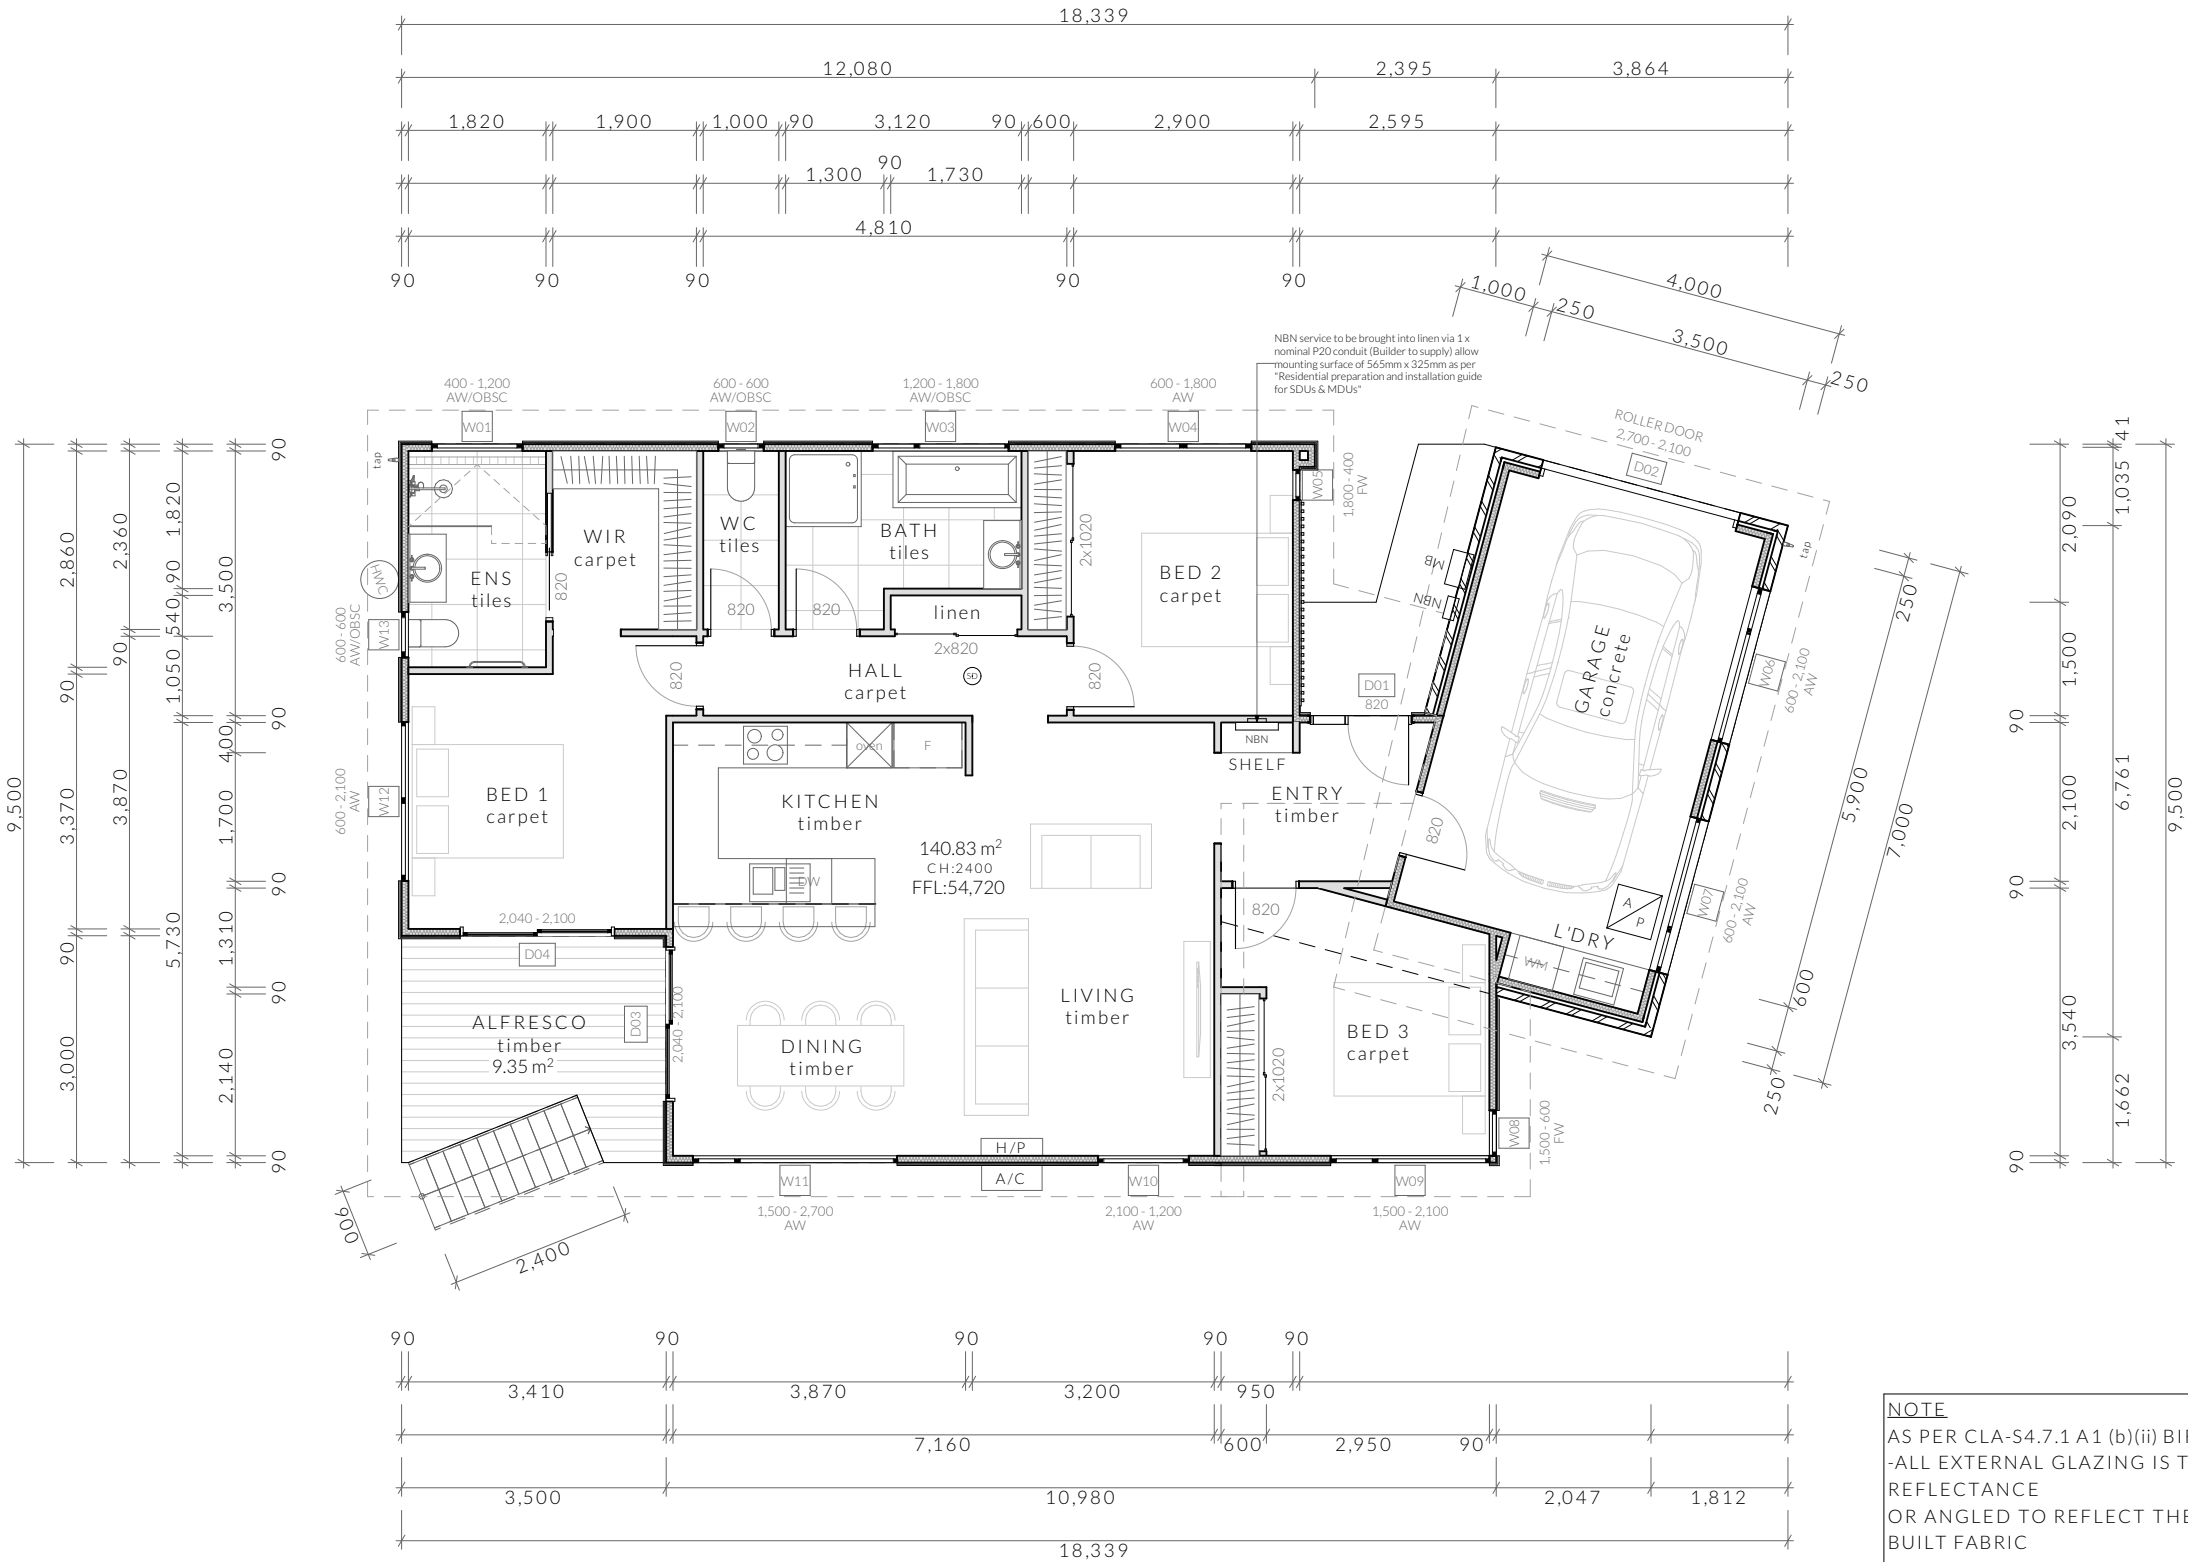 18,339
12,080
2,395
3,864
1,820
1,900
1,000
90
3,120
90
600
2,900
2,595
90
1,300
1,730
4,810
90
90
90
90
90
4,000
1,000
250
3,500
250
NBN service to be brought into linen via 1 x
nominal P20 conduit (Builder to supply) allow
mounting surface of 565mm x 325mm as per
"Residential preparation and installation guide
for SDUs & MDUs"
400 - 1,200
AW/OBSC
W01
600 - 600
AW/OBSC
W02
1,200 - 1,800
AW/OBSC
W03
600 - 1,800
AW
W04
W05
1,800 - 400
FW
ROLLER DOOR
2,700 - 2,100
D02
tap
tap
9,500
2,860
90
3,370
90
3,000
2,360
90
3,870
1,820
90
540
1,050
5,730
3,500
400
1,700
1,310
2,140
90
90
90
90
90
HWC
600 - 600
AW/OBSC
W13
600 - 2,100
AW
W12
ENS
tiles
WIR
carpet
820
WC
tiles
820
BATH
tiles
820
linen
2x820
2x1020
BED 2
carpet
820
820
HALL
carpet
SD
MB
NBN
D01
820
GARAGE
concrete
W06
600 - 2,100
AW
W07
600 - 2,100
AW
BED 1
carpet
2,040 - 2,100
D04
oven
F
KITCHEN
timber
DW
140.83 m²
CH:2400
FFL:54,720
NBN
SHELF
ENTRY
timber
820
820
A
P
L'DRY
WM
ALFRESCO
timber
9.35 m²
D03
2,040 - 2,100
DINING
timber
LIVING
timber
2x1020
BED 3
carpet
H/P
A/C
W11
1,500 - 2,700
AW
W10
2,100 - 1,200
AW
W09
1,500 - 2,100
AW
W08
1,500 - 600
FW
900
2,400
250
5,900
7,000
600
250
90
90
90
2,090
1,500
2,100
3,540
41
1,035
6,761
1,662
9,500
90
90
90
90
90
3,410
3,870
3,200
950
7,160
600
2,950
90
3,500
10,980
2,047
1,812
18,339
NOTE
AS PER CLA-S4.7.1 A1 (b)(ii)
-ALL EXTERNAL GLAZING IS
REFLECTANCE
OR ANGLED TO REFLECT THE
BUILT FABRIC